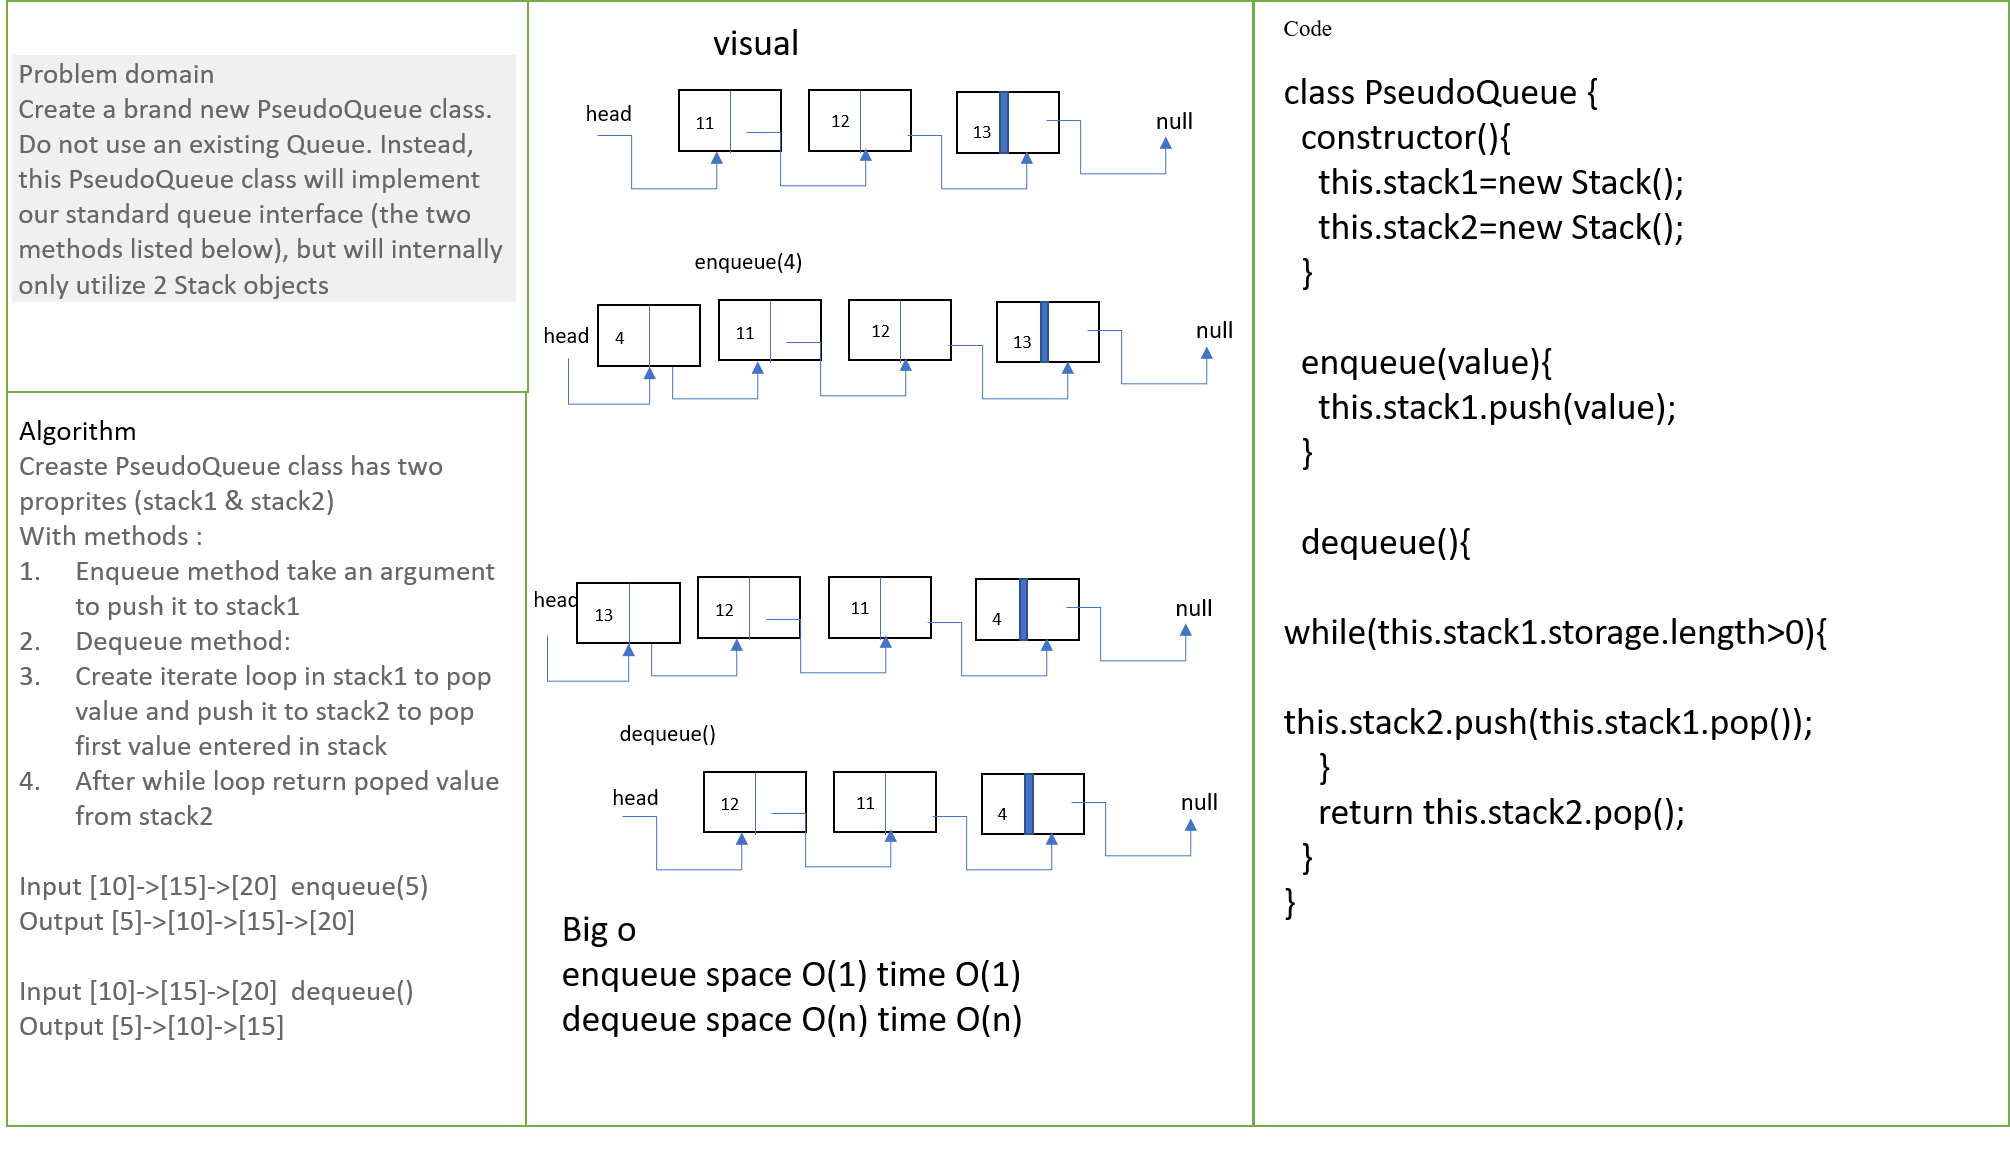 Problem domain
Create a brand new PseudoQueue class.
Do not use an existing Queue. Instead,
this PseudoQueue class will implement
our standard queue interface (the two
methods listed below), but will internally
only utilize 2 Stack objects
Algorithm
Creaste PseudoQueue class has two
proprites (stack1 & stack2)
With methods :
1. Enqueue method take an argument
to push it to stack1
2. Dequeue method:
3. Create iterate loop in stack1 to pop
value and push it to stack2 to pop
first value entered in stack
4. After while loop return poped value
from stack2
Input [10]->[15]->[20] enqueue(5)
Output [5]->[10]->[15]->[20]
Input [10]->[15]->[20] dequeue()
Output [5]->[10]->[15]
visual
head 11 12 13 null
enqueue(4)
head 4 11 12 13 null
head 13 12 11 4 null
dequeue()
head 12 11 4 null
Big o
enqueue space O(1) time O(1)
dequeue space O(n) time O(n)
Code
class PseudoQueue {
constructor(){
this.stack1=new Stack();
this.stack2=new Stack();
}
enqueue(value){
this.stack1.push(value);
}
dequeue(){
while(this.stack1.storage.length>0){
this.stack2.push(this.stack1.pop());
}
return this.stack2.pop();
}
}